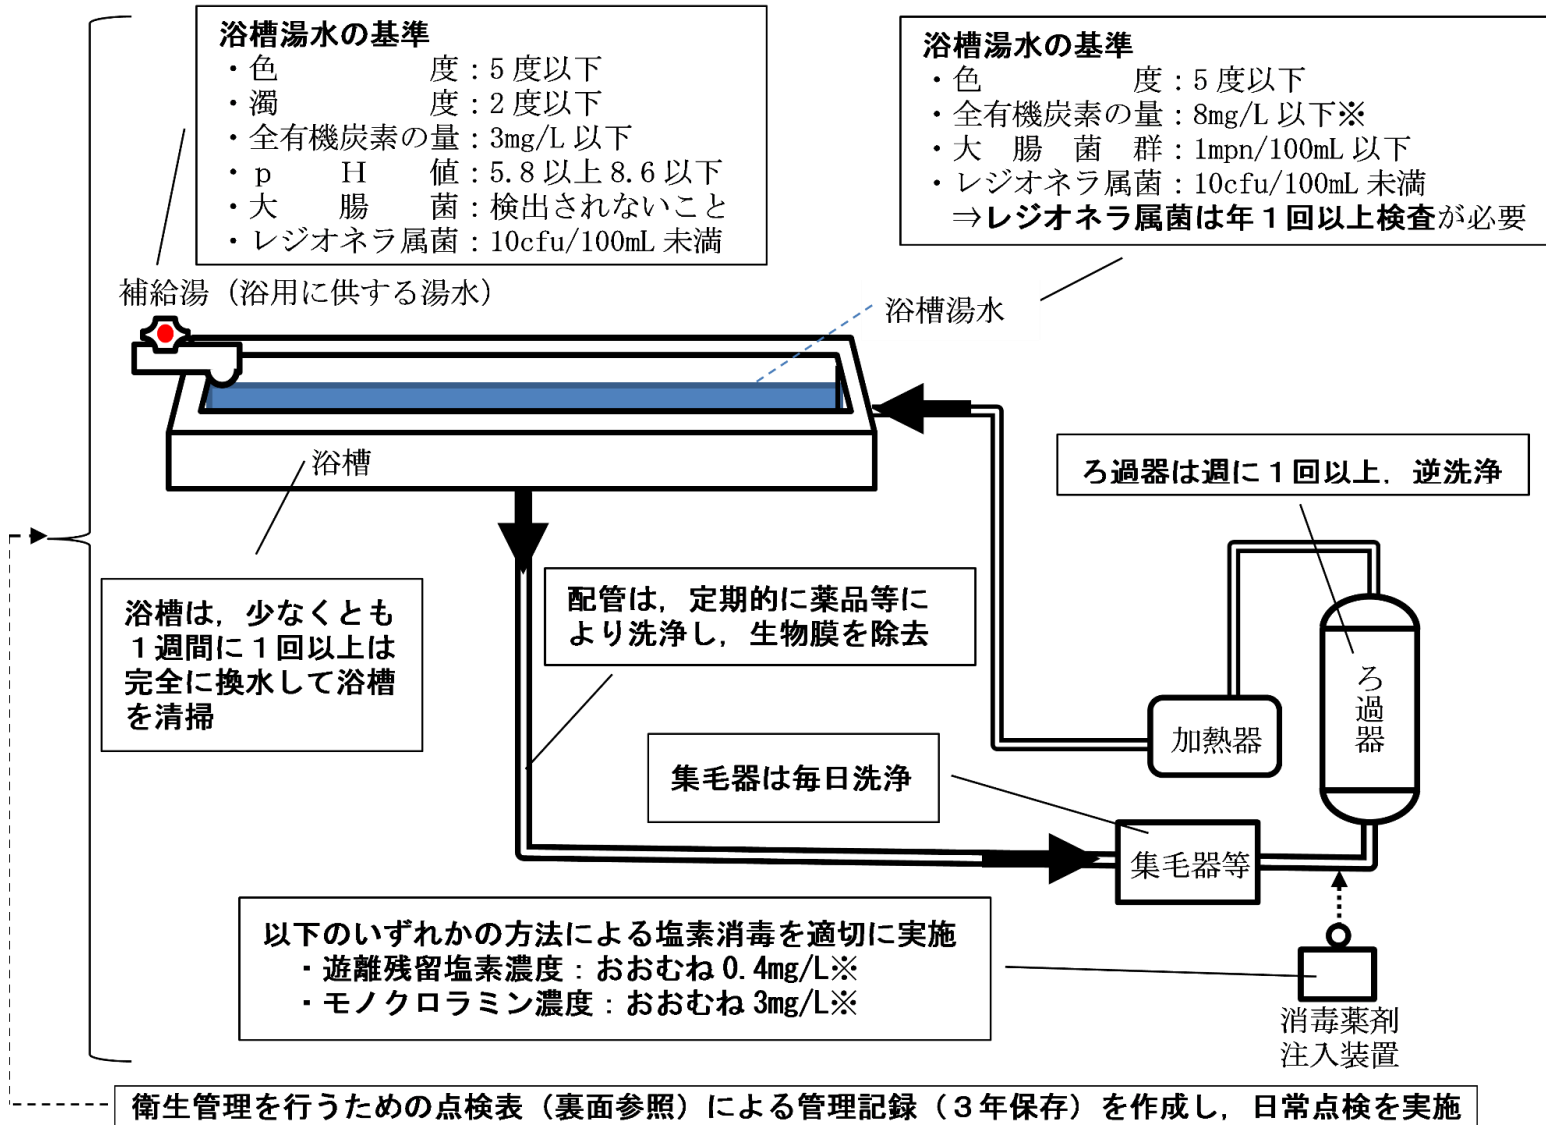 浴槽湯水の基準
・色　　　　　度：5度以下
・濁　　　　　度：2度以下
・全有機炭素の量：3mg/L 以下
・p　　H　　値：5.8以上8.6以下
・大　　腸　　菌：検出されないこと
・レジオネラ属菌：10cfu/100mL 未満
浴槽湯水の基準
・色　　　　　度：5度以下
・全有機炭素の量：8mg/L 以下※
・大　腸　菌　群：1mpn/100mL 以下
・レジオネラ属菌：10cfu/100mL 未満
⇒レジオネラ属菌は年１回以上検査が必要
補給湯（浴用に供する湯水）
浴槽湯水
浴槽
ろ過器は週に１回以上，逆洗浄
浴槽は，少なくとも
１週間に１回以上は
完全に換水して浴槽
を清掃
配管は，定期的に薬品等に
より洗浄し，生物膜を除去
ろ過器
加熱器
集毛器は毎日洗浄
集毛器等
以下のいずれかの方法による塩素消毒を適切に実施
・遊離残留塩素濃度：おおむね 0.4mg/L※
・モノクロラミン濃度：おおむね 3mg/L※
消毒薬剤
注入装置
衛生管理を行うための点検表（裏面参照）による管理記録（３年保存）を作成し，日常点検を実施